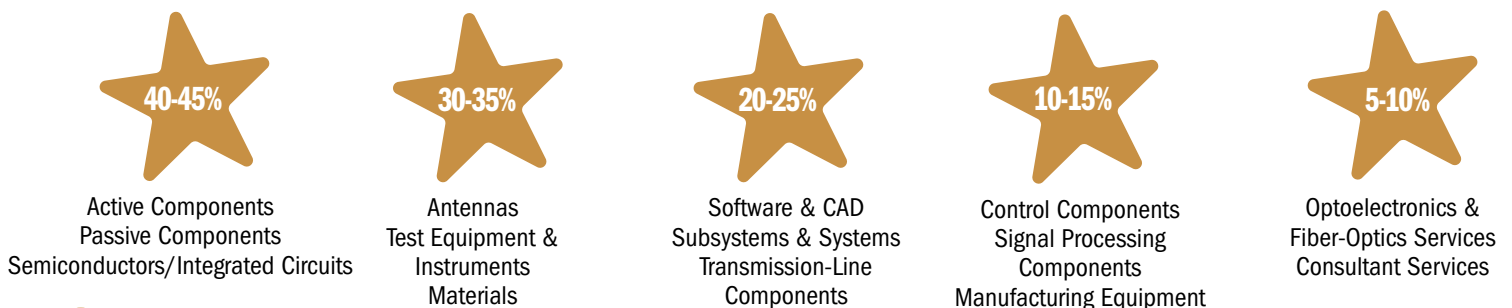 40-45%
Active Components
Passive Components
Semiconductors/Integrated Circuits
30-35%
Antennas
Test Equipment &
Instruments
Materials
20-25%
Software & CAD
Subsystems & Systems
Transmission-Line
Components
10-15%
Control Components
Signal Processing
Components
Manufacturing Equipment
5-10%
Optoelectronics &
Fiber-Optics Services
Consultant Services